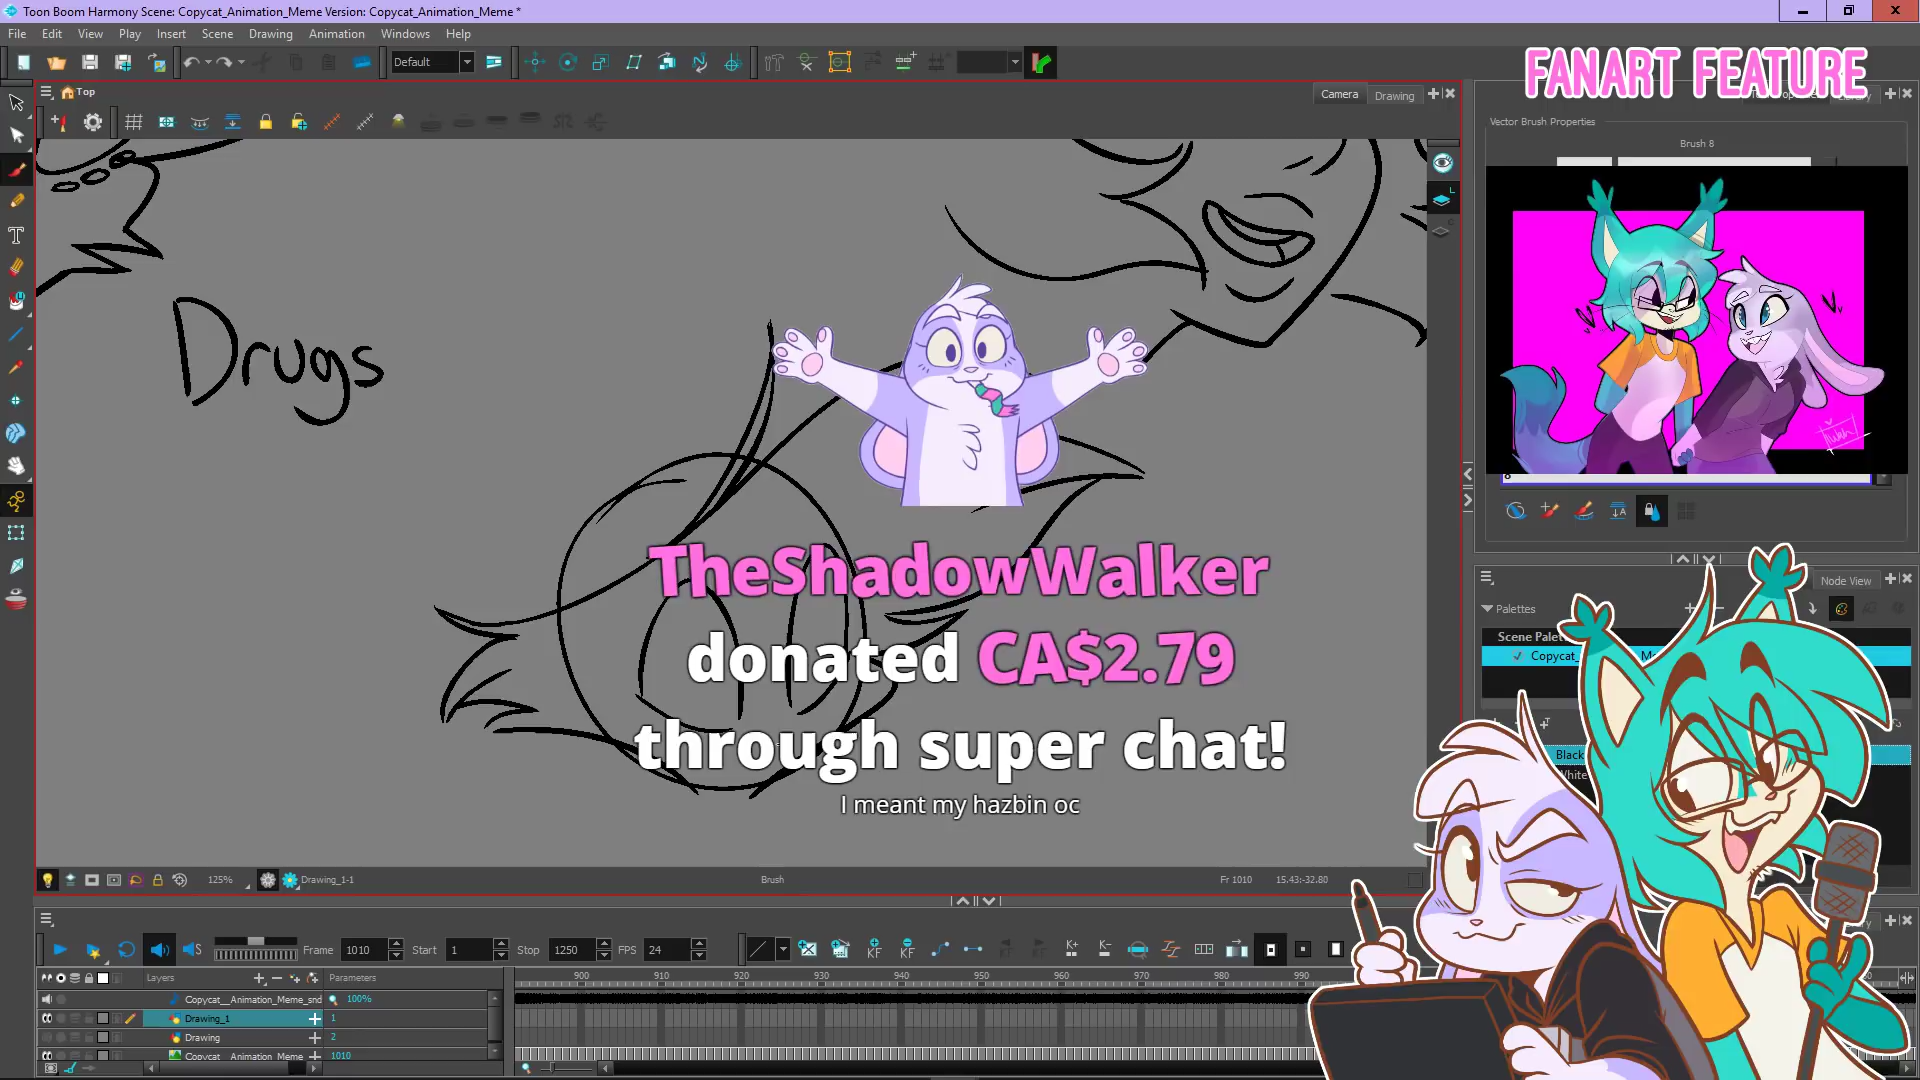 Toon Boom Harmony Scene: Copycat_Animation_Meme Version: Copycat_Animation_Meme *
File Edit View Play Insert Scene Drawing Animation Windows Help
Default
FANART FEATURE
Top
Camera Drawing
Vector Brush Properties
Brush 8
Drugs
TheShadowWalker
donated CA$2.79
through super chat!
I meant my hazbin oc
Node View
Palettes
Scene Palet
Copycat_
Black
White
125%
Drawing_1-1
Brush
Fr 1010
15.43:-32.80
Frame 1010 Start 1 Stop 1250 FPS 24
Layers Parameters
900 910 920 930 940 950 960 970 980 990
Copycat__Animation_Meme_snd 100%
Drawing_1 1
Drawing 2
Copycat__Animation_Meme 1010